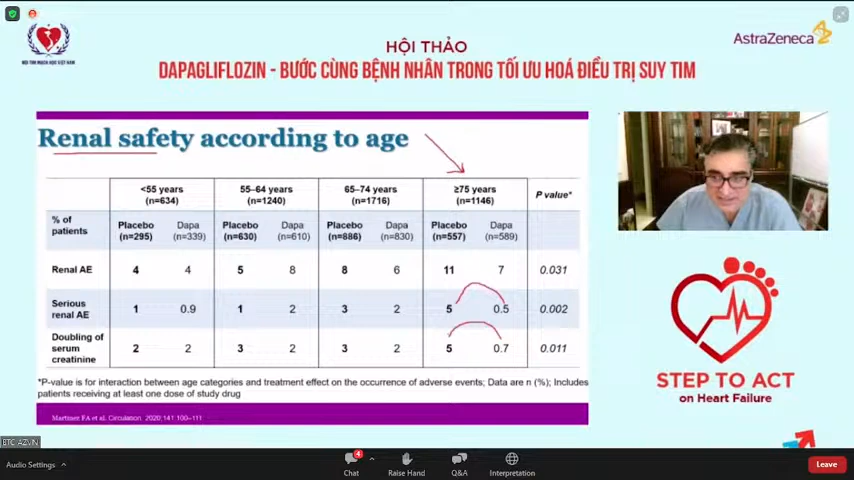 HỘI TIM MẠCH HỌC VIỆT NAM
HỘI THẢO
AstraZeneca
DAPAGLIFLOZIN - BƯỚC CÙNG BỆNH NHÂN TRONG TỐI ƯU HOÁ ĐIỀU TRỊ SUY TIM
Renal safety according to age
<55 years (n=634) 55–64 years (n=1240) 65–74 years (n=1716) ≥75 years (n=1146) P value*
% of patients Placebo (n=295) Dapa (n=339) Placebo (n=630) Dapa (n=610) Placebo (n=886) Dapa (n=830) Placebo (n=557) Dapa (n=589)
Renal AE 4 4 5 8 8 6 11 7 0.031
Serious renal AE 1 0.9 1 2 3 2 5 0.5 0.002
Doubling of serum creatinine 2 2 3 2 3 2 5 0.7 0.011
*P-value is for interaction between age categories and treatment effect on the occurrence of adverse events; Data are n (%); Includes
patients receiving at least one dose of study drug
Martinez FA et al. Circulation. 2020;141:100–111
STEP TO ACT
on Heart Failure
BTC AZVN
Audio Settings
4
Chat
Raise Hand
Q&A
Interpretation
Leave